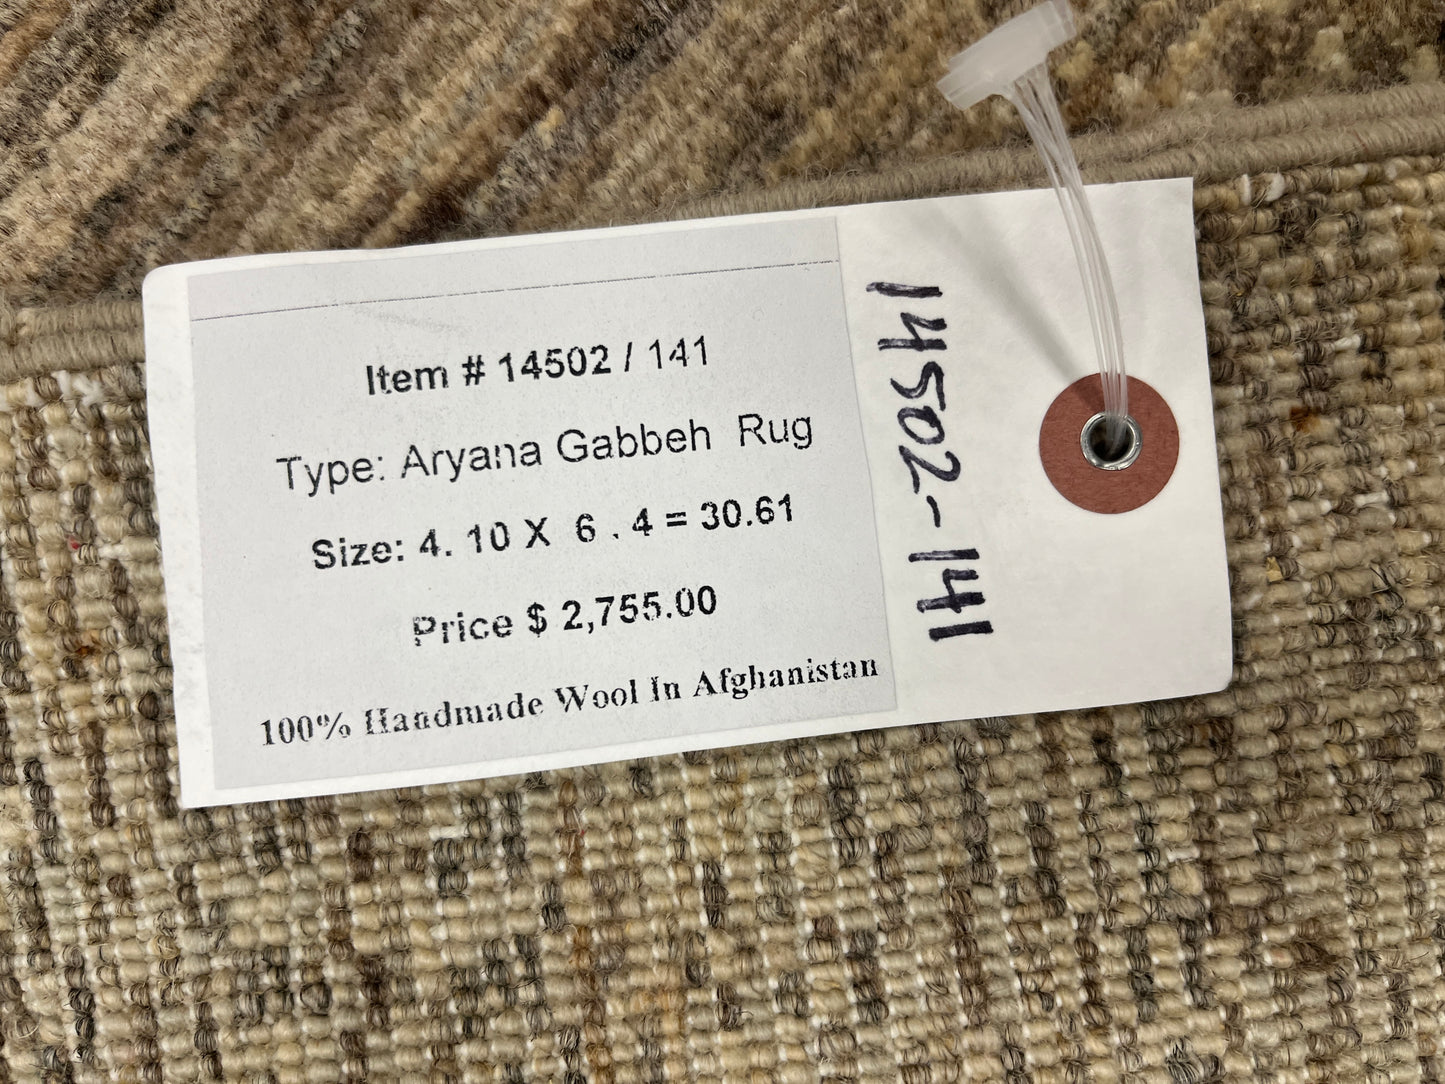 Item # 14502 / 141
Type: Aryana Gabbeh Rug
Size: 4. 10 X 6 . 4 = 30.61
Price $ 2,755.00
100% Handmade Wool In Afghanistan
14502-141